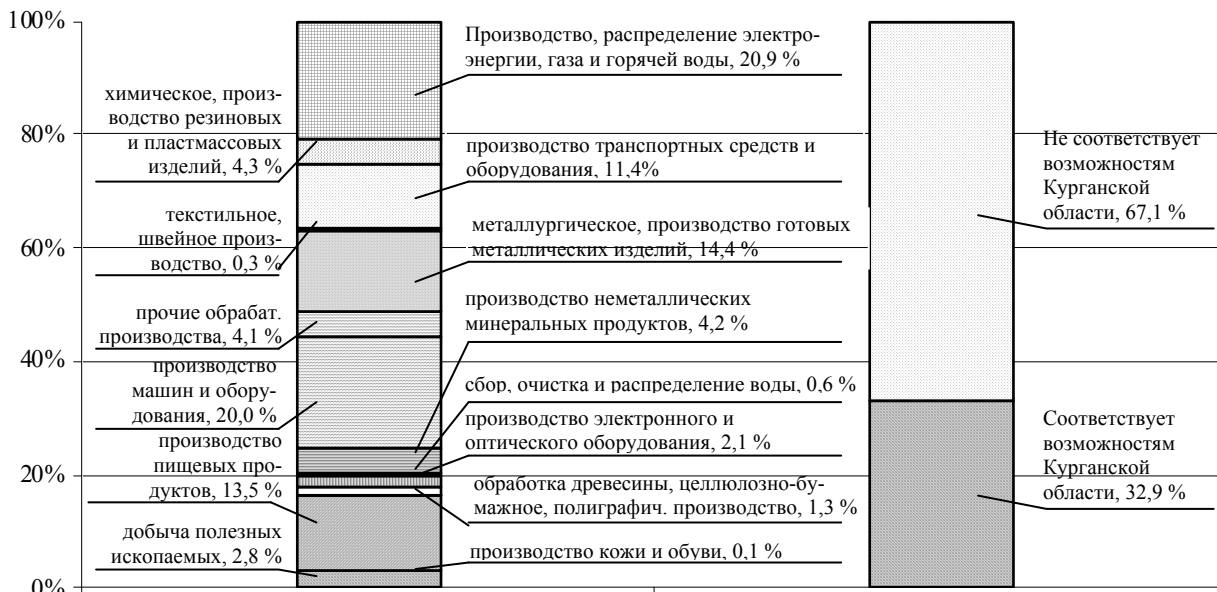 100%
80%
60%
40%
20%
0%
химическое, произ-
водство резиновых
и пластмассовых
изделий, 4,3 %
текстильное,
швейное произ-
водство, 0,3 %
прочие обрабат.
производства, 4,1 %
производство
машин и обору-
дования, 20,0 %
производство
пищевых про-
дуктов, 13,5 %
добыча полезных
ископаемых, 2,8 %
Производство, распределение электро-
энергии, газа и горячей воды, 20,9 %
производство транспортных средств и
оборудования, 11,4%
металлургическое, производство готовых
металлических изделий, 14,4 %
производство неметаллических
минеральных продуктов, 4,2 %
сбор, очистка и распределение воды, 0,6 %
производство электронного и
оптического оборудования, 2,1 %
обработка древесины, целлюлозно-бу-
мажное, полиграфич. производство, 1,3 %
производство кожи и обуви, 0,1 %
Не соответствует
возможностям
Курганской
области, 67,1 %
Соответствует
возможностям
Курганской
области, 32,9 %